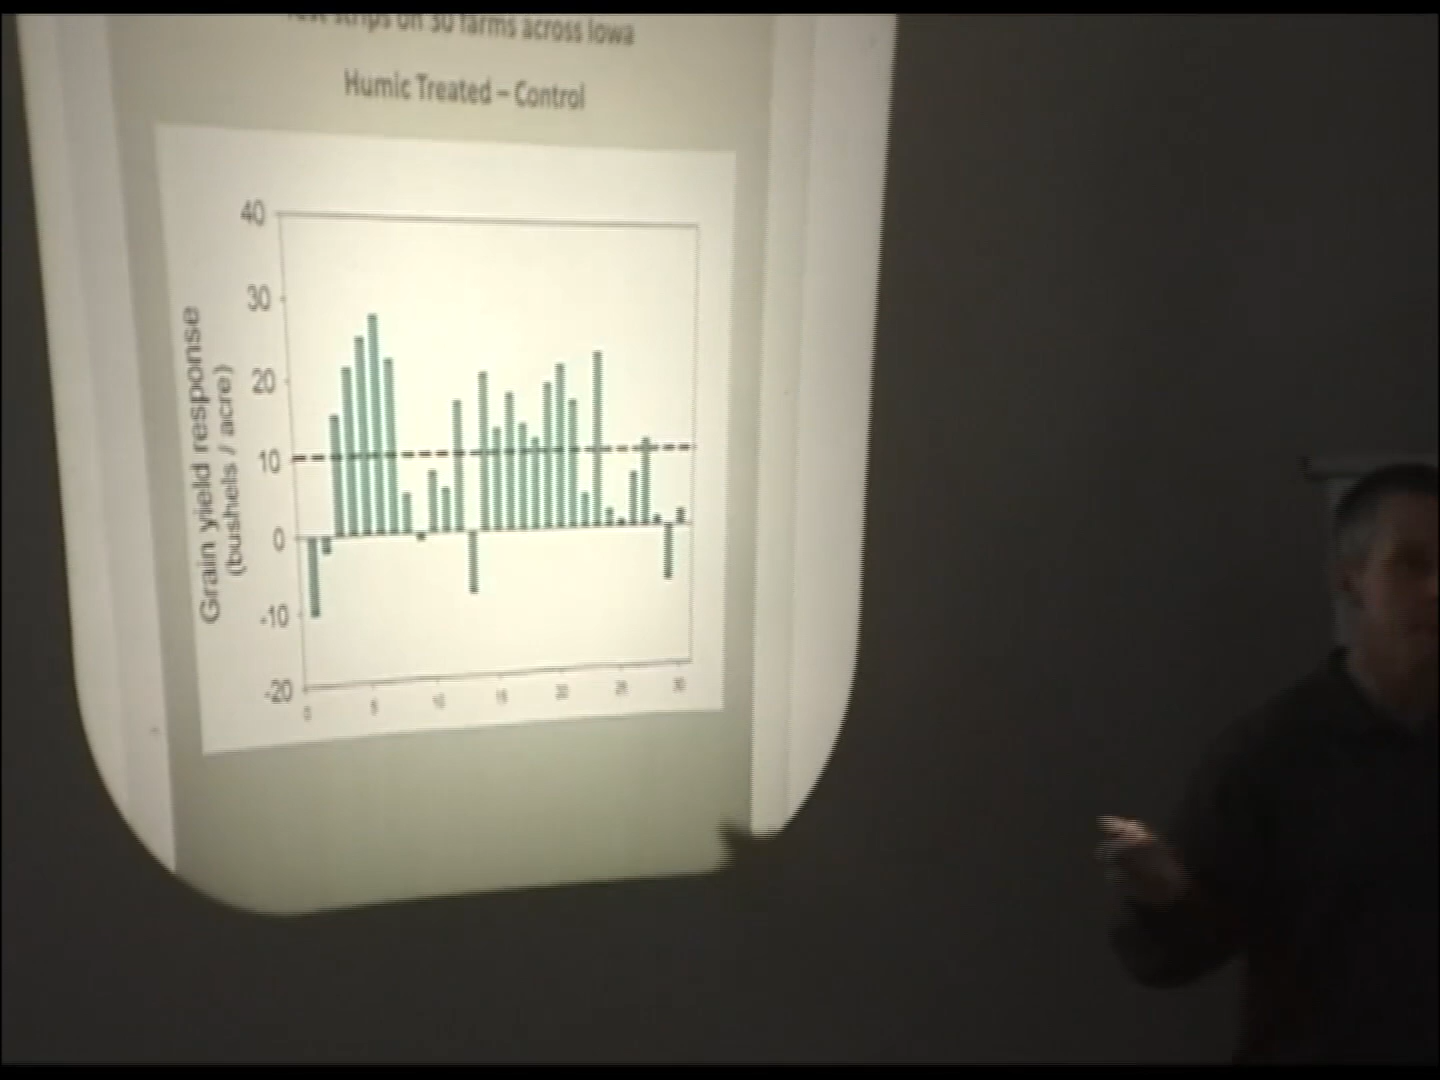 strips on 30 farms across Iowa
Humic Treated – Control
40
30
20
10
0
-10
-20
Grain yield response
(bushels / acre)
0 5 10 15 20 25 30